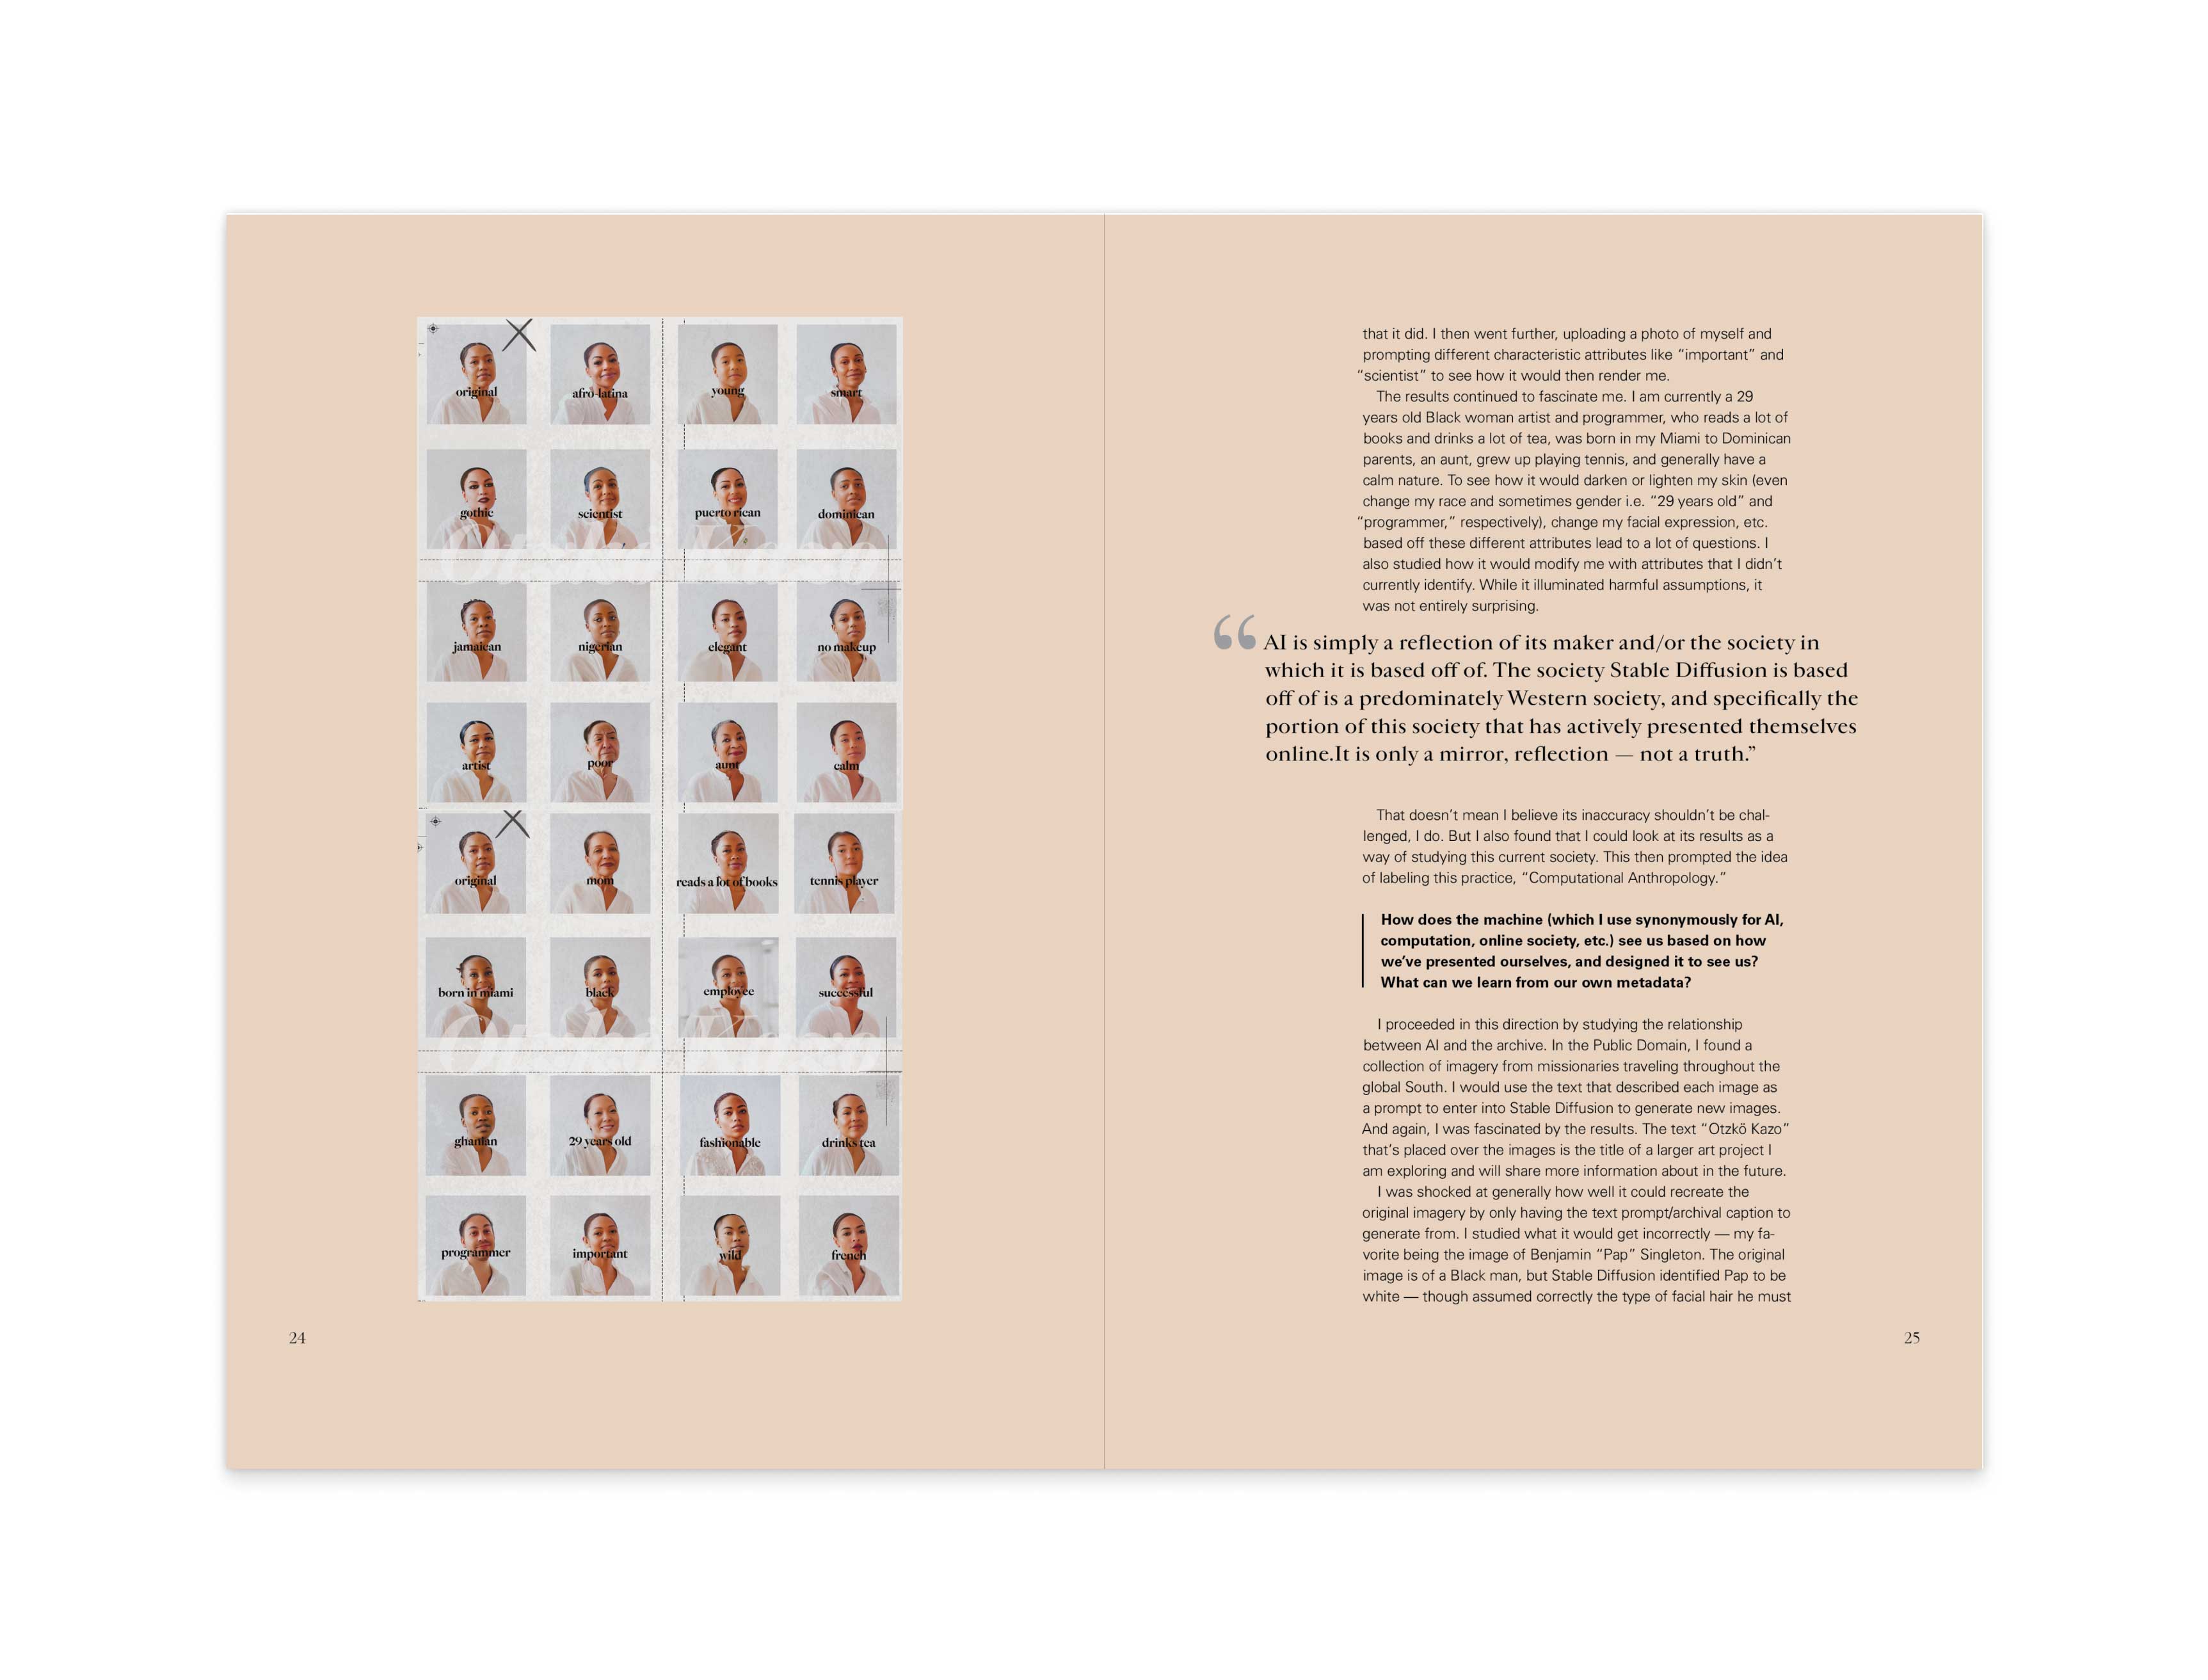 original
afro-latina
young
smart
gothic
scientist
puerto rican
dominican
jamaican
nigerian
elegant
no makeup
artist
poor
aunt
calm
original
mom
reads a lot of books
tennis player
born in miami
black
employee
successful
ghanian
29 years old
fashionable
drinks tea
programmer
important
wild
french
24
that it did. I then went further, uploading a photo of myself and
prompting different characteristic attributes like “important” and
“scientist” to see how it would then render me.
The results continued to fascinate me. I am currently a 29
years old Black woman artist and programmer, who reads a lot of
books and drinks a lot of tea, was born in my Miami to Dominican
parents, an aunt, grew up playing tennis, and generally have a
calm nature. To see how it would darken or lighten my skin (even
change my race and sometimes gender i.e. “29 years old” and
“programmer,” respectively), change my facial expression, etc.
based off these different attributes lead to a lot of questions. I
also studied how it would modify me with attributes that I didn’t
currently identify. While it illuminated harmful assumptions, it
was not entirely surprising.
“AI is simply a reflection of its maker and/or the society in
which it is based off of. The society Stable Diffusion is based
off of is a predominately Western society, and specifically the
portion of this society that has actively presented themselves
online.It is only a mirror, reflection — not a truth.”
That doesn’t mean I believe its inaccuracy shouldn’t be chal-
lenged, I do. But I also found that I could look at its results as a
way of studying this current society. This then prompted the idea
of labeling this practice, “Computational Anthropology.”
How does the machine (which I use synonymously for AI,
computation, online society, etc.) see us based on how
we’ve presented ourselves, and designed it to see us?
What can we learn from our own metadata?
I proceeded in this direction by studying the relationship
between AI and the archive. In the Public Domain, I found a
collection of imagery from missionaries traveling throughout the
global South. I would use the text that described each image as
a prompt to enter into Stable Diffusion to generate new images.
And again, I was fascinated by the results. The text “Otzkö Kazo”
that’s placed over the images is the title of a larger art project I
am exploring and will share more information about in the future.
I was shocked at generally how well it could recreate the
original imagery by only having the text prompt/archival caption to
generate from. I studied what it would get incorrectly — my fa-
vorite being the image of Benjamin “Pap” Singleton. The original
image is of a Black man, but Stable Diffusion identified Pap to be
white — though assumed correctly the type of facial hair he must
25